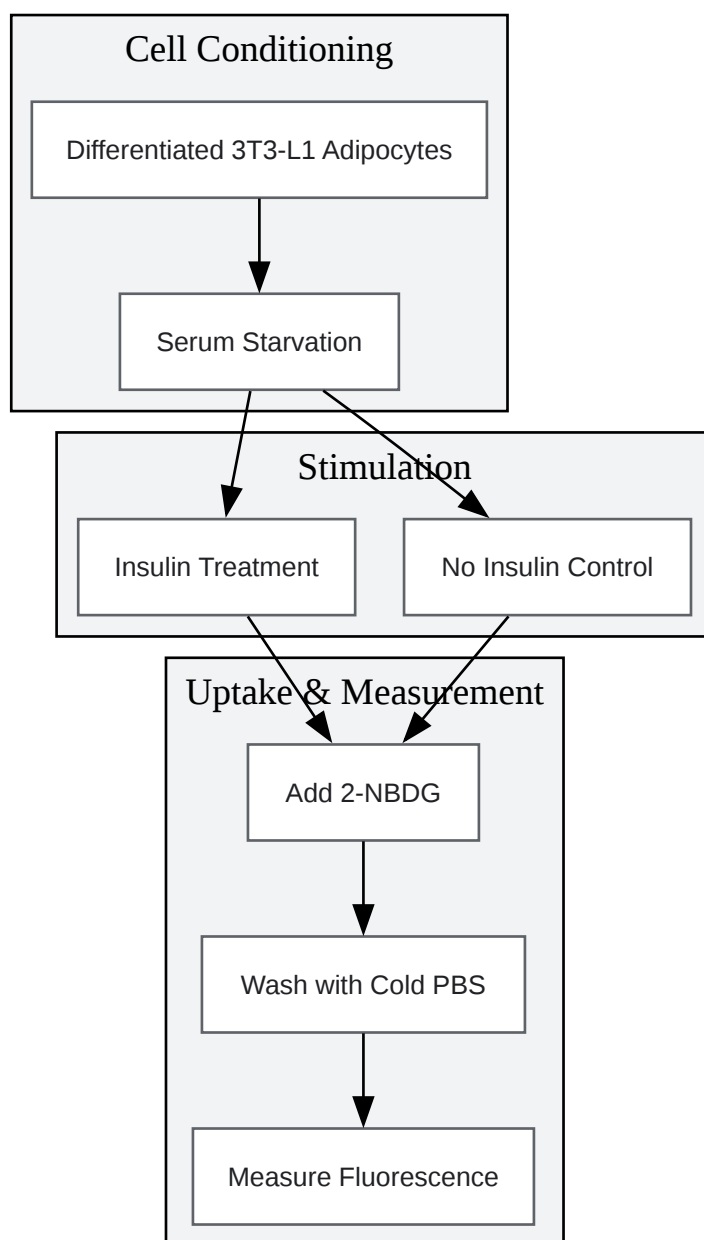 Cell Conditioning
Differentiated 3T3-L1 Adipocytes
Serum Starvation
Stimulation
Insulin Treatment
No Insulin Control
Uptake & Measurement
Add 2-NBDG
Wash with Cold PBS
Measure Fluorescence